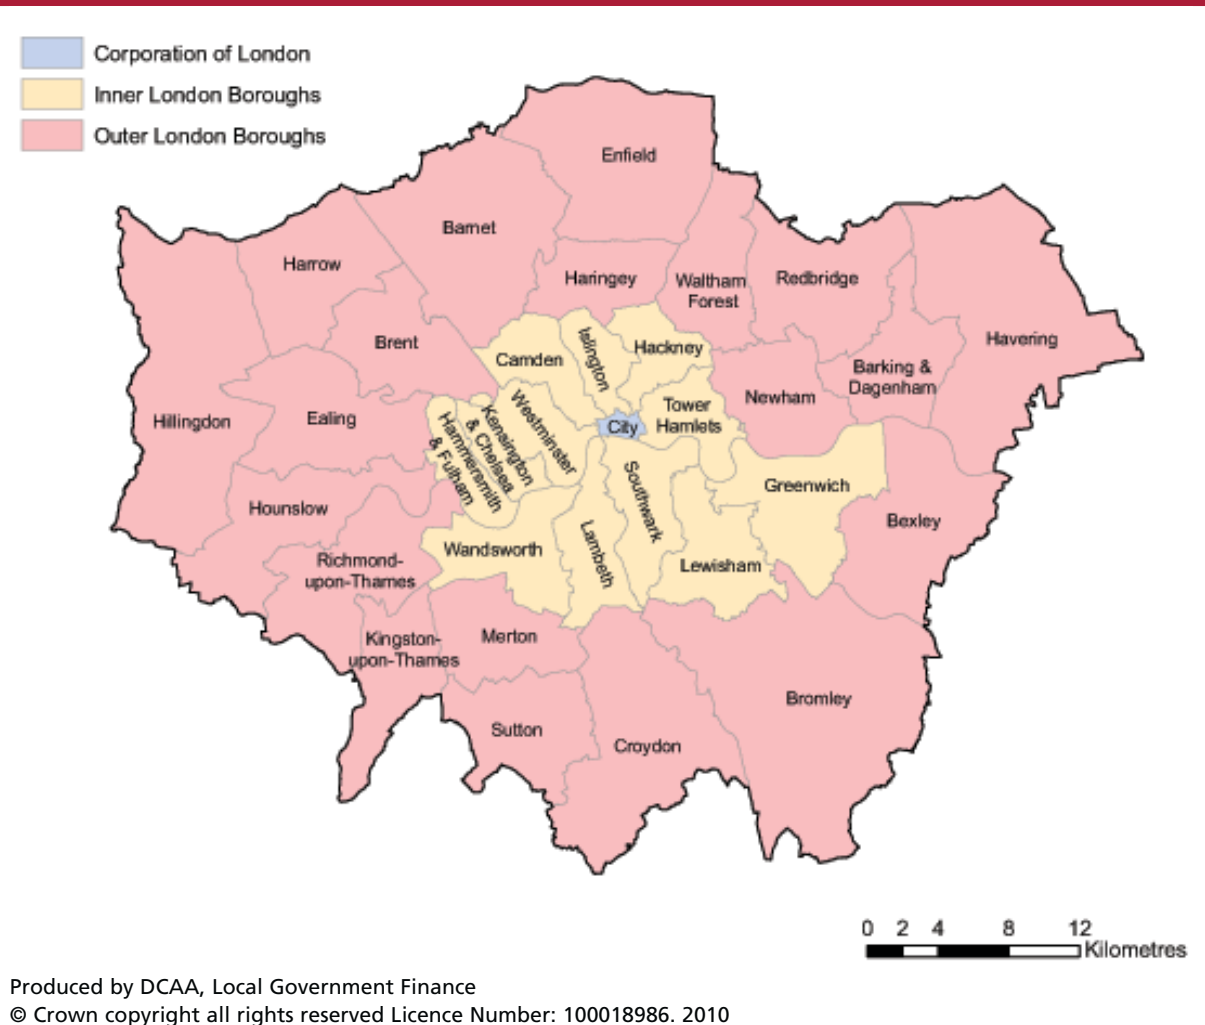 Corporation of London
Inner London Boroughs
Outer London Boroughs
Enfield
Barnet
Harrow
Haringey
Waltham
Forest
Redbridge
Havering
Brent
Camden
Islington
Hackney
Barking &
Dagenham
Newham
Hillingdon
Ealing
Hammersmith
& Fulham
Kensington
& Chelsea
Westminster
City
Tower
Hamlets
Greenwich
Bexley
Hounslow
Richmond-
upon-Thames
Wandsworth
Lambeth
Southwark
Lewisham
Kingston-
upon-Thames
Merton
Sutton
Croydon
Bromley
0 2 4 8 12
Kilometres
Produced by DCAA, Local Government Finance
© Crown copyright all rights reserved Licence Number: 100018986. 2010